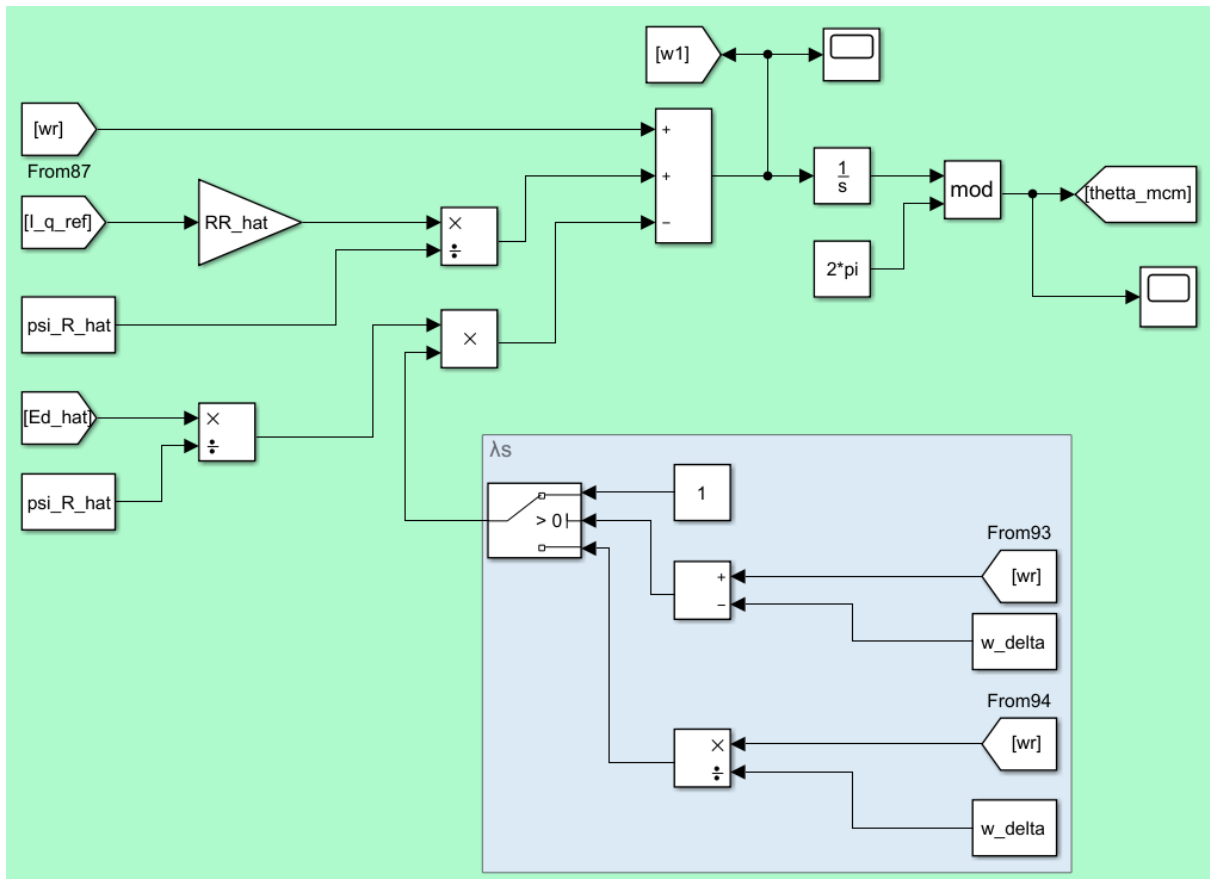 [w1]
[wr]
From87
+
+
−
1
s
mod
[thetta_mcm]
[I_q_ref]
RR_hat
×
÷
2*pi
psi_R_hat
×
[Ed_hat]
×
÷
psi_R_hat
λs
> 0
1
From93
+
−
[wr]
w_delta
From94
×
÷
[wr]
w_delta